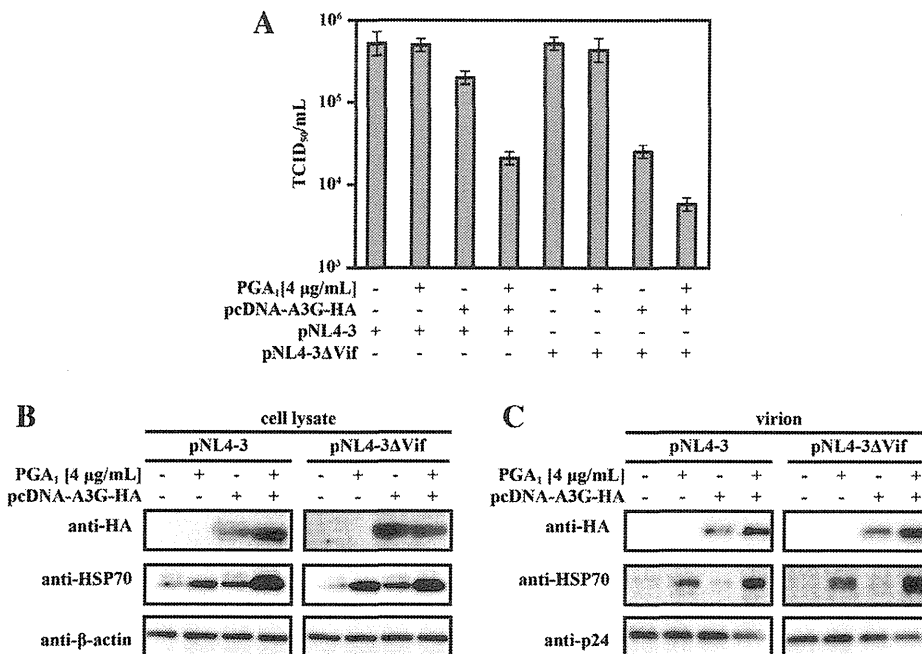 A
10⁶
10⁵
10⁴
10³
TCID₅₀/mL
PGA₁[4 µg/mL] - + - + - + - +
pcDNA-A3G-HA - - + + - - + +
pNL4-3 + + + + - - - -
pNL4-3ΔVif - - - - + + + +
B
cell lysate
pNL4-3 pNL4-3ΔVif
PGA₁ [4 µg/mL] - + - + - + - +
pcDNA-A3G-HA - - + + - - + +
anti-HA
anti-HSP70
anti-β-actin
C
virion
pNL4-3 pNL4-3ΔVif
PGA₁ [4 µg/mL] - + - + - + - +
pcDNA-A3G-HA - - + + - - + +
anti-HA
anti-HSP70
anti-p24